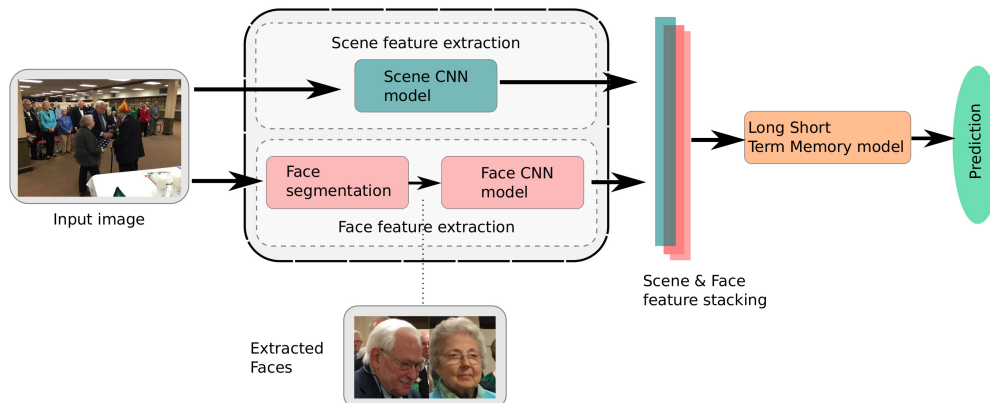 Scene feature extraction
Scene CNN
model
Input image
Face
segmentation
Face CNN
model
Face feature extraction
Scene & Face
feature stacking
Long Short
Term Memory model
Prediction
Extracted
Faces